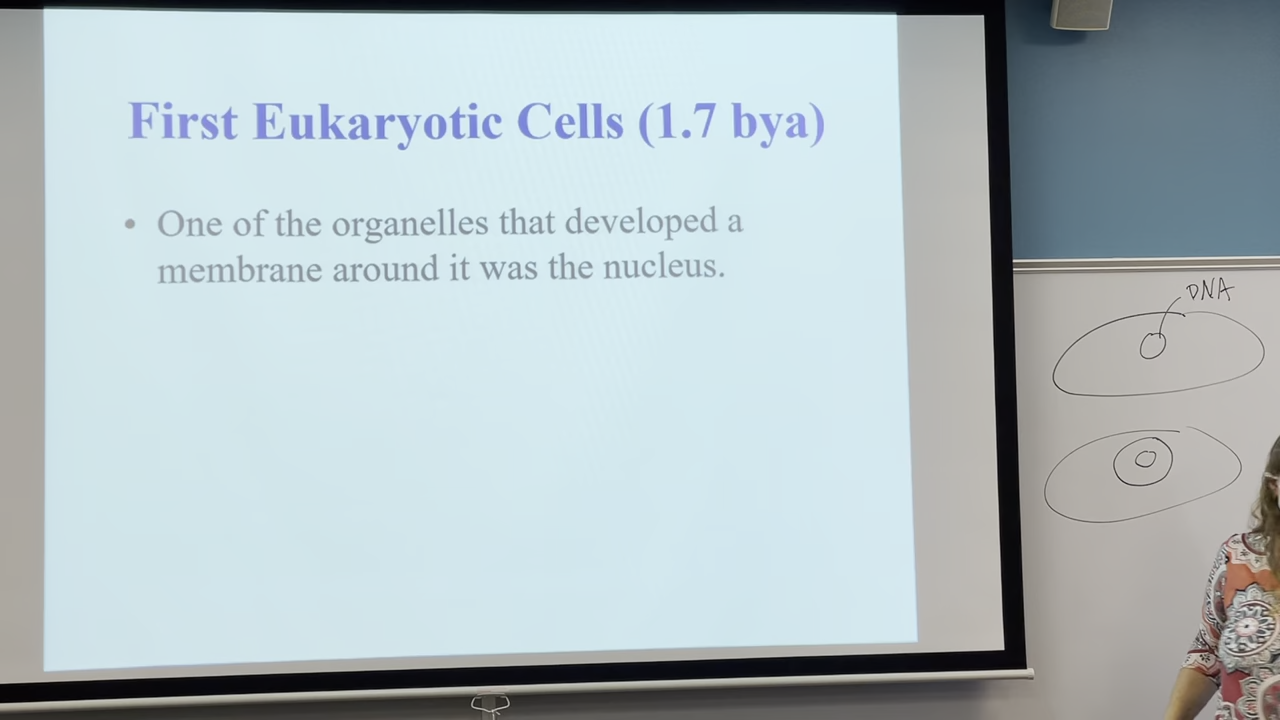 First Eukaryotic Cells (1.7 bya)
• One of the organelles that developed a
membrane around it was the nucleus.
DNA